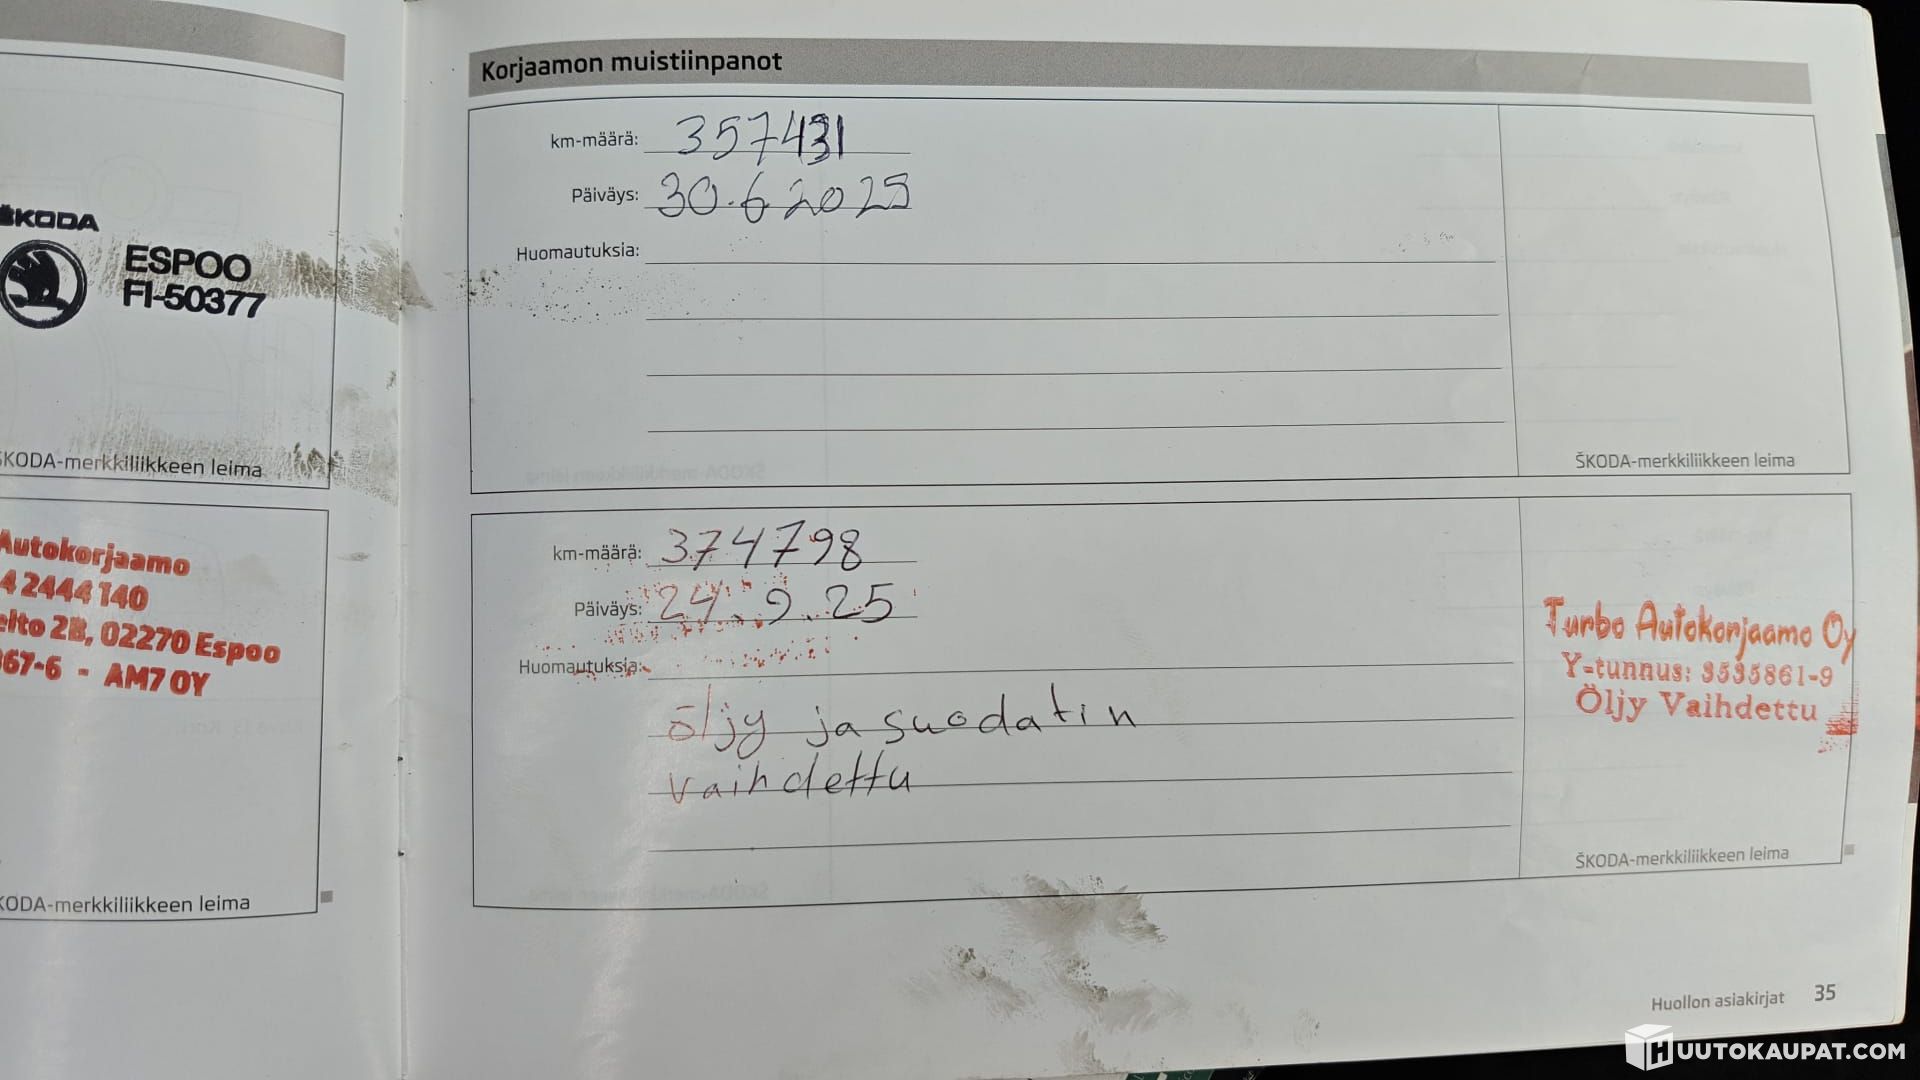 ŠKODA
ESPOO
FI-50377
ŠKODA-merkkiliikkeen leima
Autokorjaamo
4 2444 140
elto 2B, 02270 Espoo
867-6 - AM7 OY
KODA-merkkiliikkeen leima
Korjaamon muistiinpanot
km-määrä: 357431
Päiväys: 30.6.2025
Huomautuksia:
ŠKODA-merkkiliikkeen leima
km-määrä: 374798
Päiväys: 24.9.25
Huomautuksia:
öljy ja suodatin
vaihdettu
Turbo Autokorjaamo Oy
Y-tunnus: 3535861-9
Öljy Vaihdettu
ŠKODA-merkkiliikkeen leima
Huollon asiakirjat 35
HUUTOKAUPAT.COM